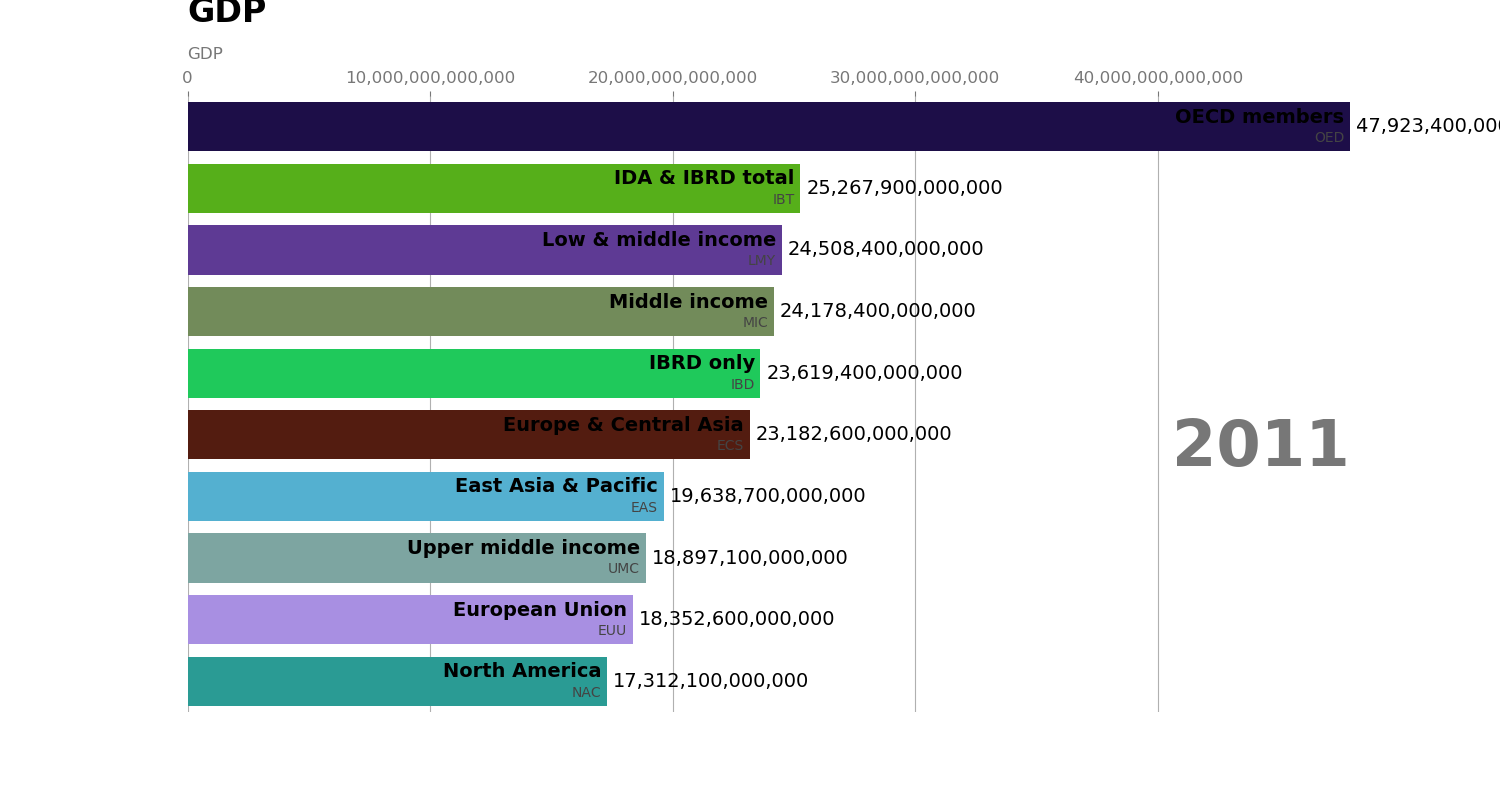 GDP
GDP
0 10,000,000,000,000 20,000,000,000,000 30,000,000,000,000 40,000,000,000,000
OECD members
OED
47,923,400,000
IDA & IBRD total
IBT
25,267,900,000,000
Low & middle income
LMY
24,508,400,000,000
Middle income
MIC
24,178,400,000,000
IBRD only
IBD
23,619,400,000,000
Europe & Central Asia
ECS
23,182,600,000,000
2011
East Asia & Pacific
EAS
19,638,700,000,000
Upper middle income
UMC
18,897,100,000,000
European Union
EUU
18,352,600,000,000
North America
NAC
17,312,100,000,000